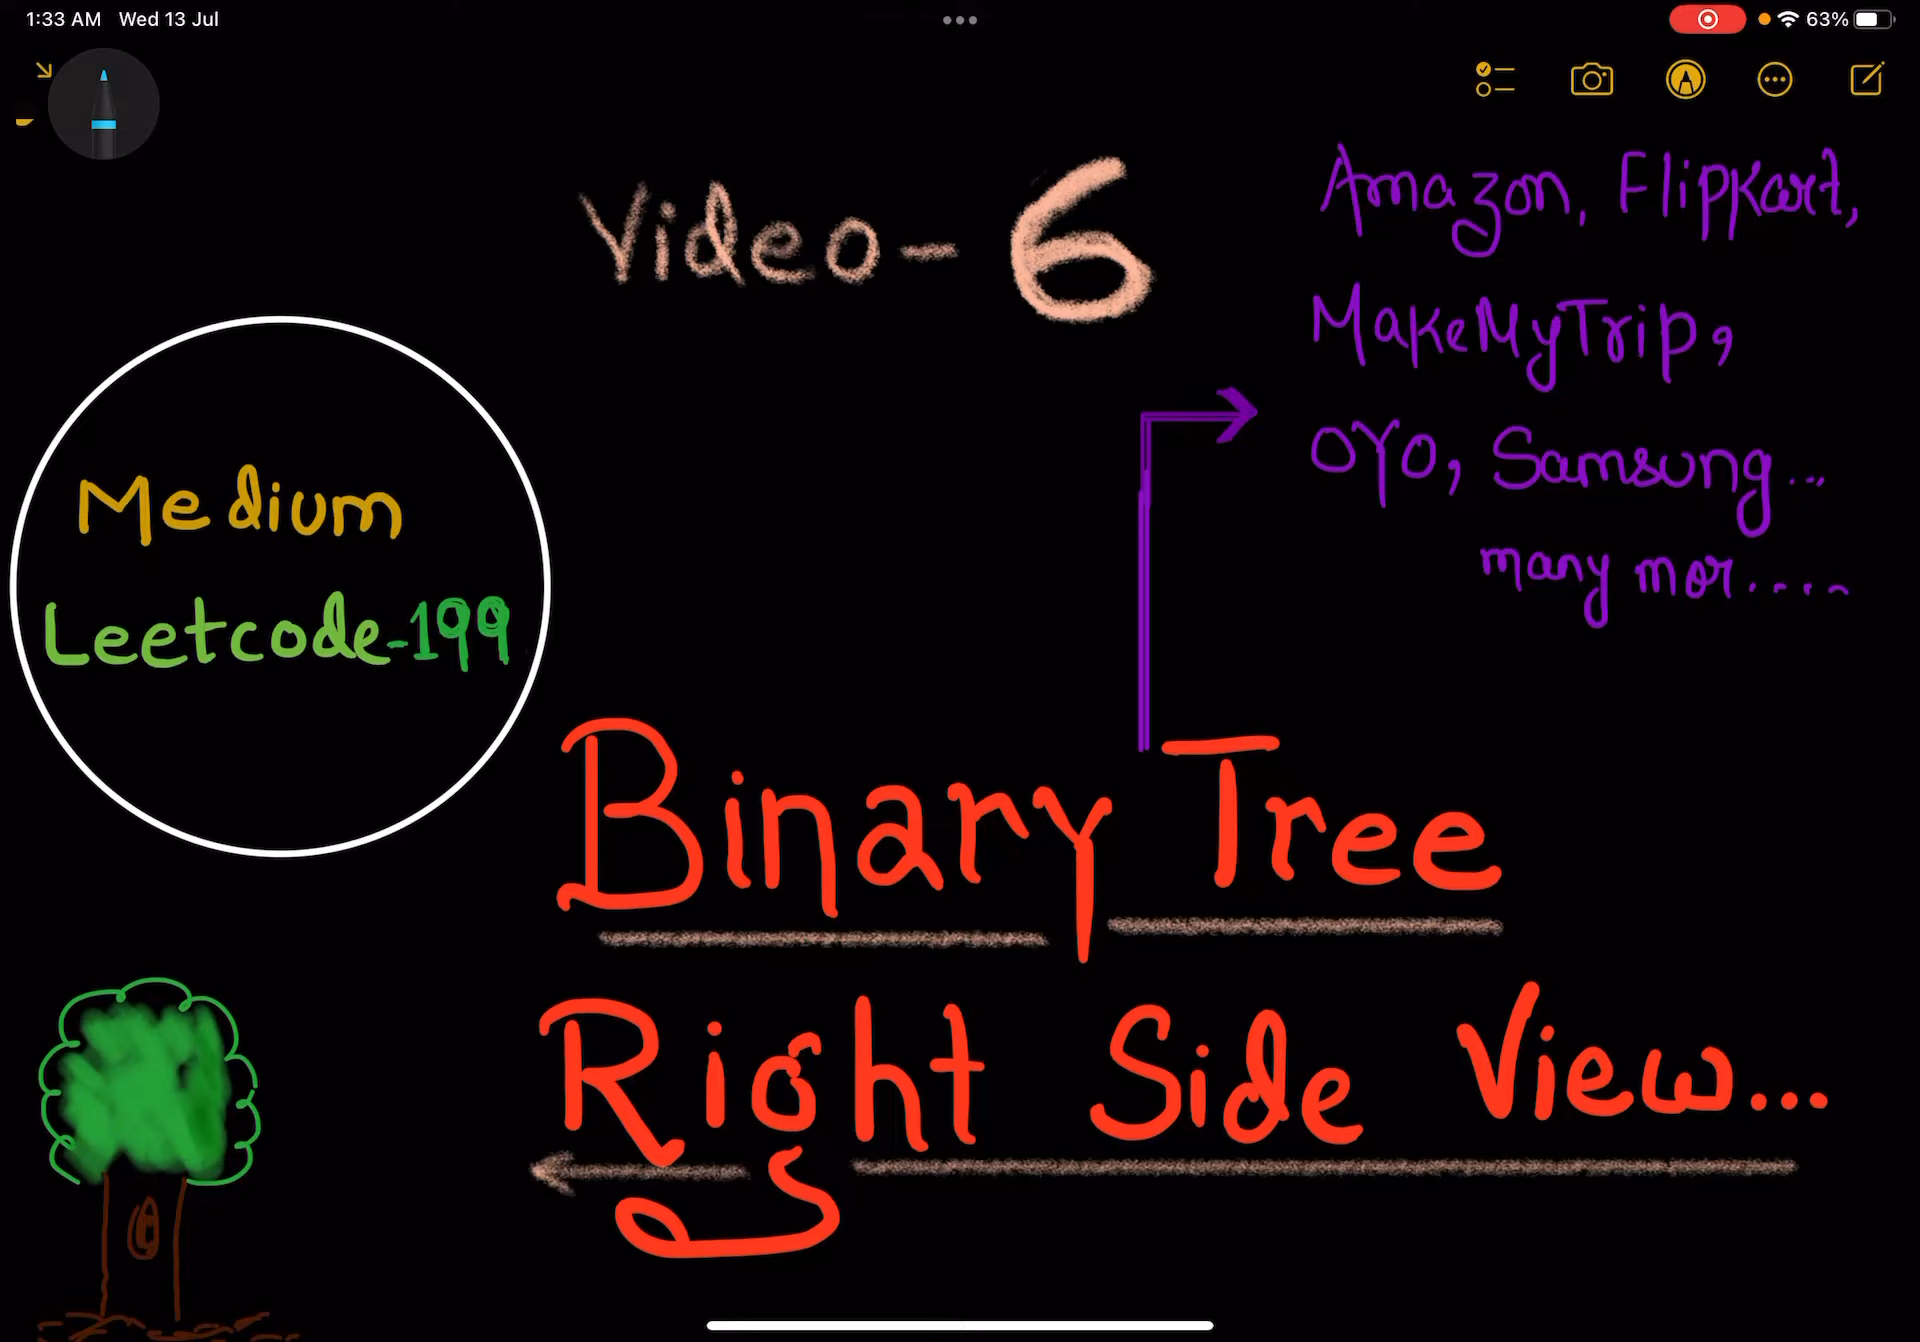 1:33 AM Wed 13 Jul
63%
Video-6
Amazon, Flipkart,
MakeMyTrip,
OYO, Samsung...
many mor.....
Medium
Leetcode-199
Binary Tree
Right Side View...